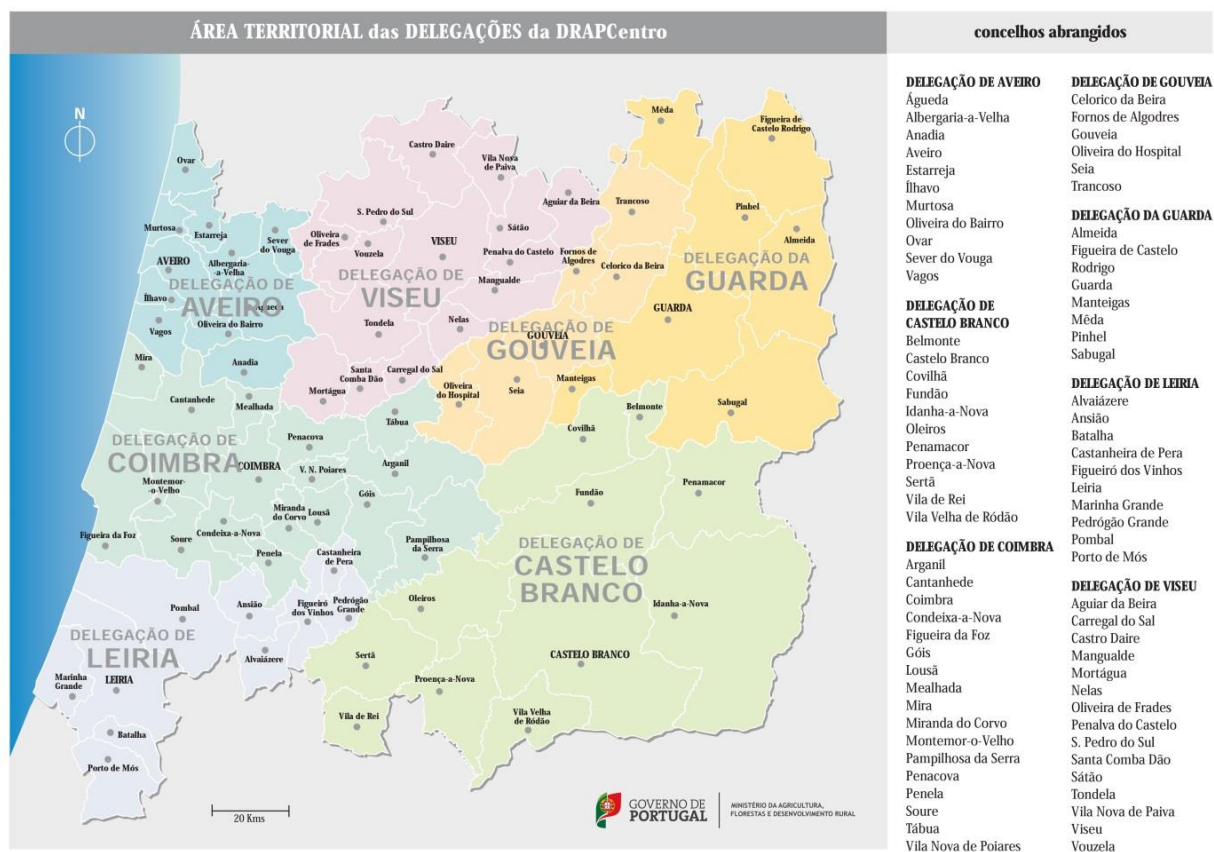 ÁREA TERRITORIAL das DELEGAÇÕES da DRAPCentro
N
Mêda
Figueira de
Castelo Rodrigo
Castro Daire
Ovar
Vila Nova
de Paiva
Aguiar da Beira
Trancoso
Pinhel
S. Pedro do Sul
Murtosa
Estarreja
Sever
do Vouga
Oliveira
de Frades
Vouzela
VISEU
Sátão
Almeida
AVEIRO
Albergaria-
-a-Velha
Penalva do Castelo
Fornos de
Algodres
Celorico da Beira
DELEGAÇÃO DA
GUARDA
DELEGAÇÃO DE
AVEIRO
DELEGAÇÃO DE
VISEU
Mangualde
Ílhavo
Águeda
Vagos
Oliveira do Bairro
Tondela
Nelas
GUARDA
DELEGAÇÃO DE
GOUVEIA
GOUVEIA
Mira
Anadia
Santa
Comba Dão
Carregal do Sal
Mortágua
Oliveira
do Hospital
Seia
Manteigas
Cantanhede
Mealhada
Tábua
Belmonte
Sabugal
Covilhã
DELEGAÇÃO DE
COIMBRA
COIMBRA
Penacova
V. N. Poiares
Arganil
Montemor-
-o-Velho
Góis
Fundão
Penamacor
Miranda
do Corvo
Lousã
Figueira da Foz
Soure
Condeixa-a-Nova
Penela
Castanheira
de Pera
Pampilhosa
da Serra
DELEGAÇÃO DE
CASTELO
BRANCO
Pombal
Ansião
Figueiró
dos Vinhos
Pedrógão
Grande
Oleiros
Idanha-a-Nova
DELEGAÇÃO DE
LEIRIA
Alvaiázere
Sertã
CASTELO BRANCO
Marinha
Grande
LEIRIA
Proença-a-Nova
Vila de Rei
Vila Velha
de Ródão
Batalha
Porto de Mós
20 Kms
GOVERNO DE
PORTUGAL
MINISTÉRIO DA AGRICULTURA,
FLORESTAS E DESENVOLVIMENTO RURAL
concelhos abrangidos
DELEGAÇÃO DE AVEIRO
Águeda
Albergaria-a-Velha
Anadia
Aveiro
Estarreja
Ílhavo
Murtosa
Oliveira do Bairro
Ovar
Sever do Vouga
Vagos
DELEGAÇÃO DE
CASTELO BRANCO
Belmonte
Castelo Branco
Covilhã
Fundão
Idanha-a-Nova
Oleiros
Penamacor
Proença-a-Nova
Sertã
Vila de Rei
Vila Velha de Ródão
DELEGAÇÃO DE COIMBRA
Arganil
Cantanhede
Coimbra
Condeixa-a-Nova
Figueira da Foz
Góis
Lousã
Mealhada
Mira
Miranda do Corvo
Montemor-o-Velho
Pampilhosa da Serra
Penacova
Penela
Soure
Tábua
Vila Nova de Poiares
DELEGAÇÃO DE GOUVEIA
Celorico da Beira
Fornos de Algodres
Gouveia
Oliveira do Hospital
Seia
Trancoso
DELEGAÇÃO DA GUARDA
Almeida
Figueira de Castelo
Rodrigo
Guarda
Manteigas
Mêda
Pinhel
Sabugal
DELEGAÇÃO DE LEIRIA
Alvaiázere
Ansião
Batalha
Castanheira de Pera
Figueiró dos Vinhos
Leiria
Marinha Grande
Pedrógão Grande
Pombal
Porto de Mós
DELEGAÇÃO DE VISEU
Aguiar da Beira
Carregal do Sal
Castro Daire
Mangualde
Mortágua
Nelas
Oliveira de Frades
Penalva do Castelo
S. Pedro do Sul
Santa Comba Dão
Sátão
Tondela
Vila Nova de Paiva
Viseu
Vouzela